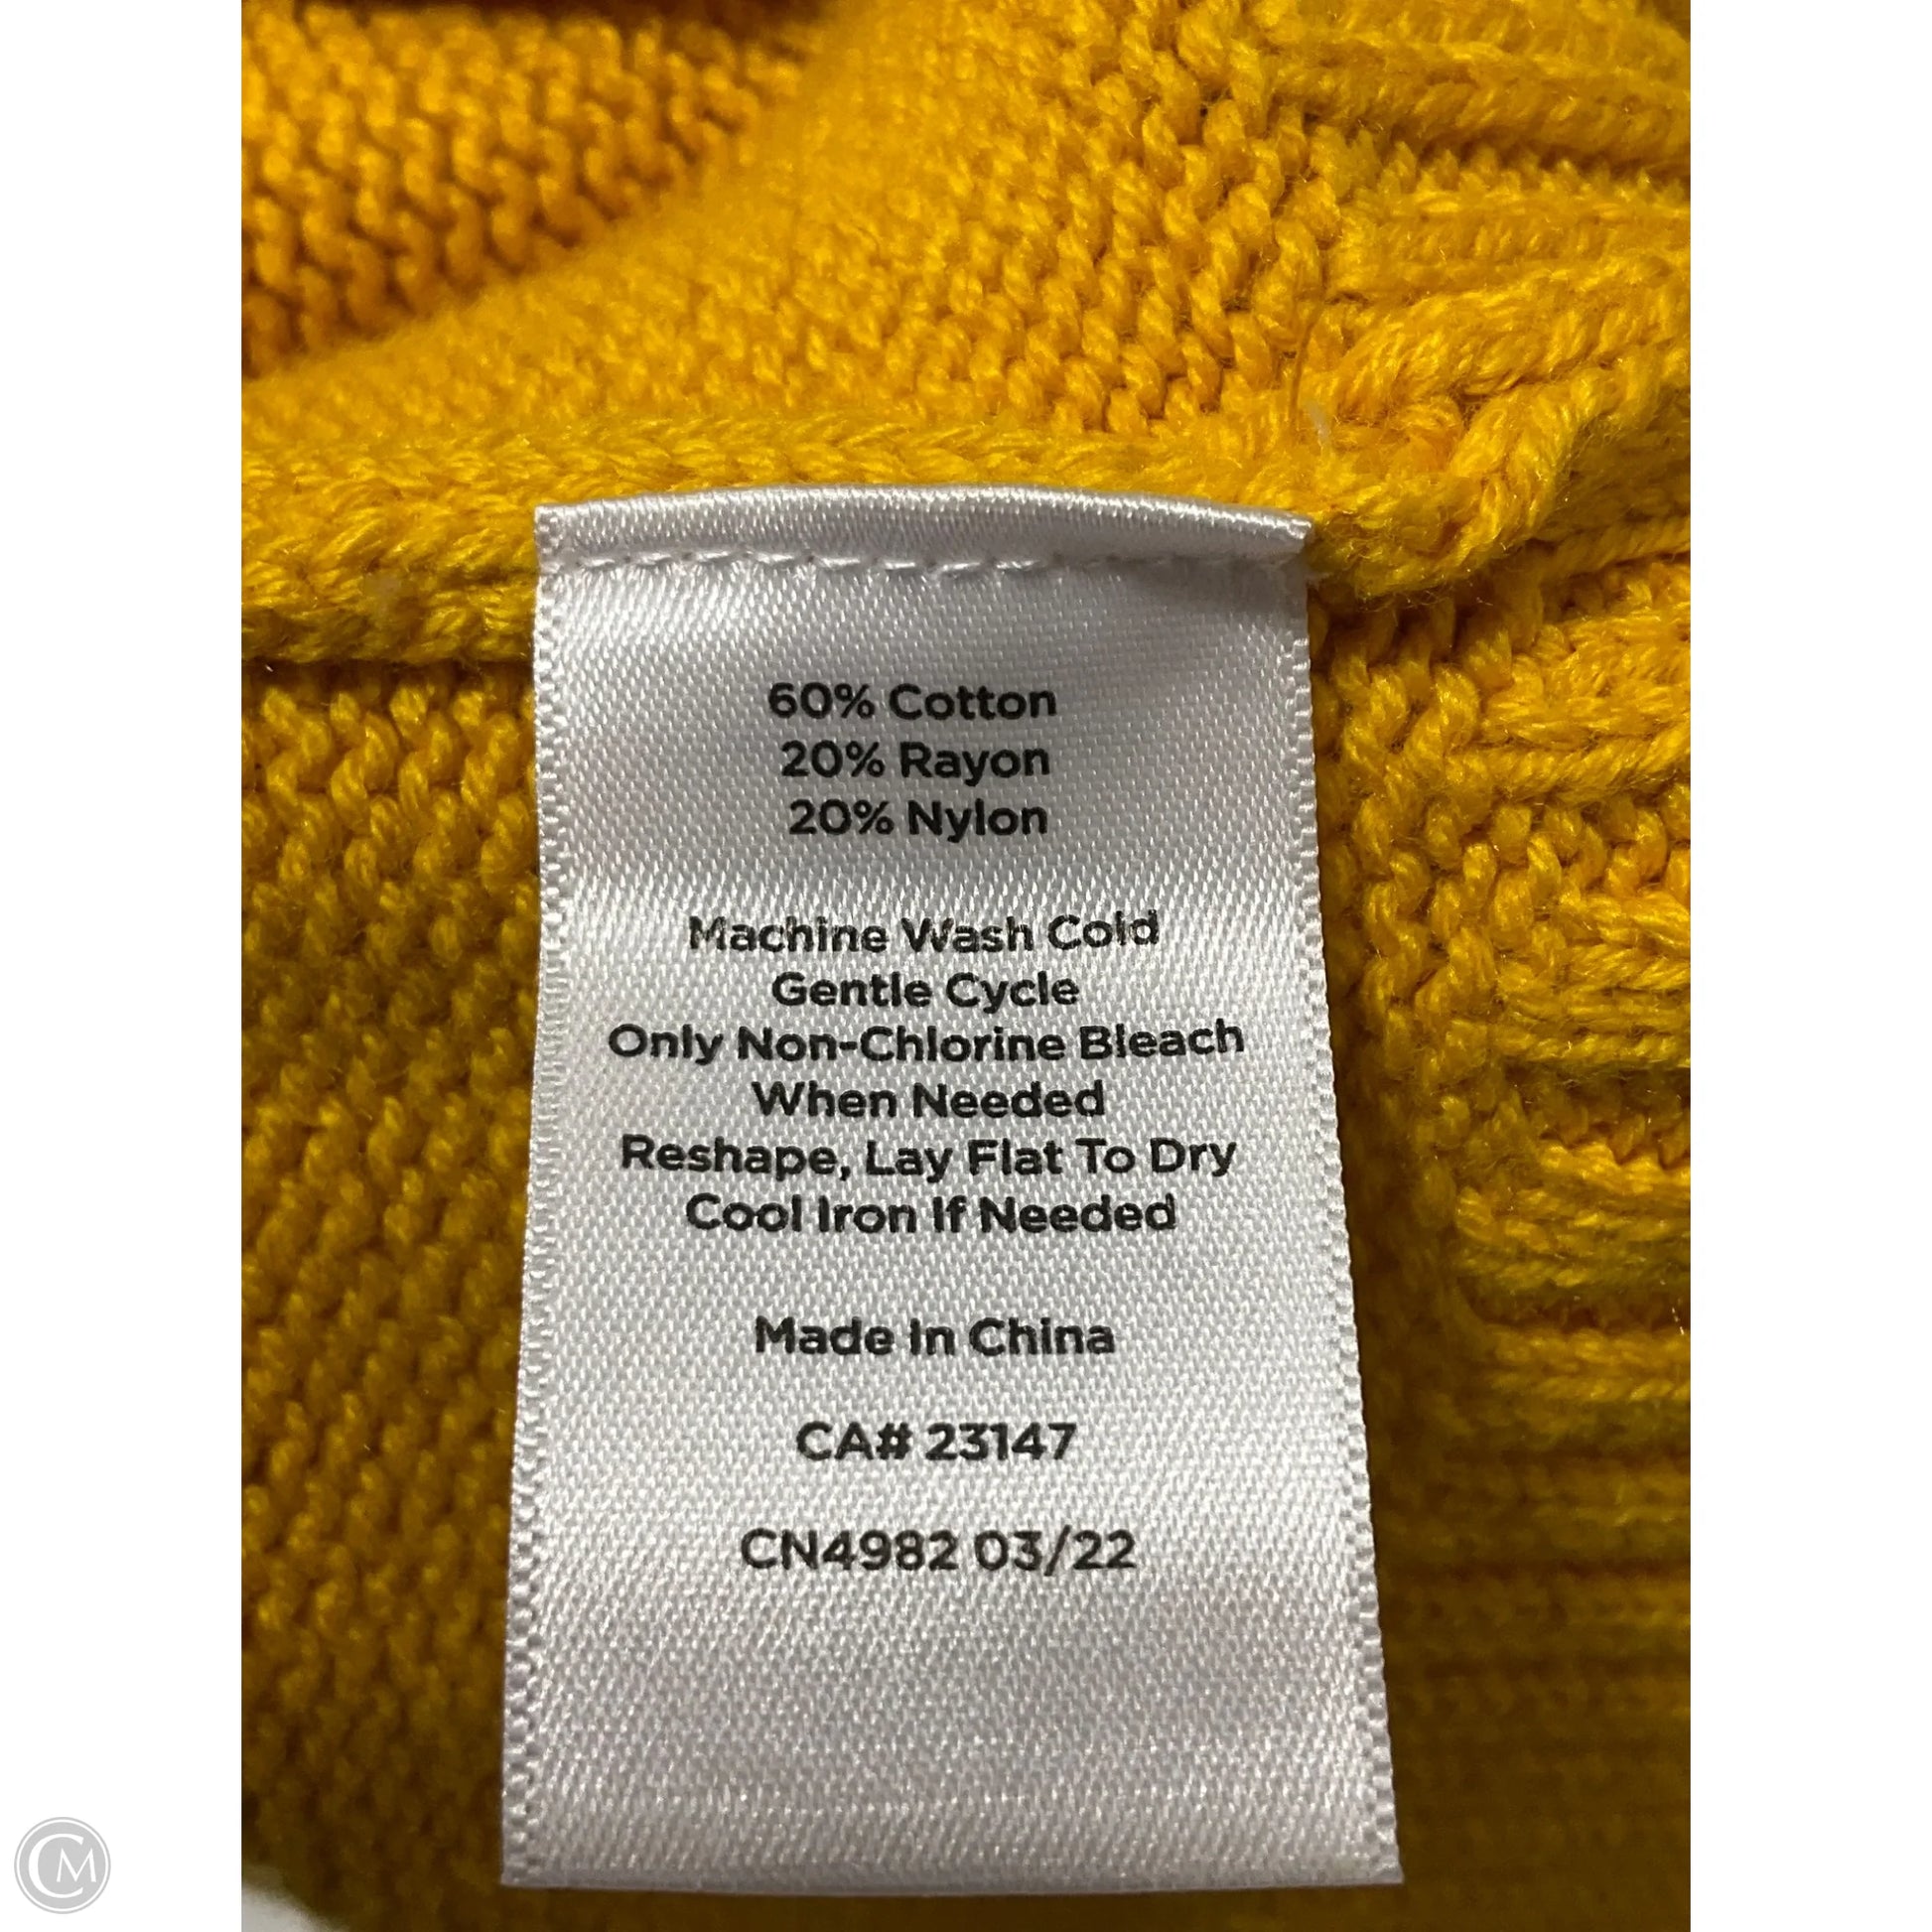 60% Cotton
20% Rayon
20% Nylon
Machine Wash Cold
Gentle Cycle
Only Non-Chlorine Bleach
When Needed
Reshape, Lay Flat To Dry
Cool Iron If Needed
Made In China
CA# 23147
CN4982 03/22
CM